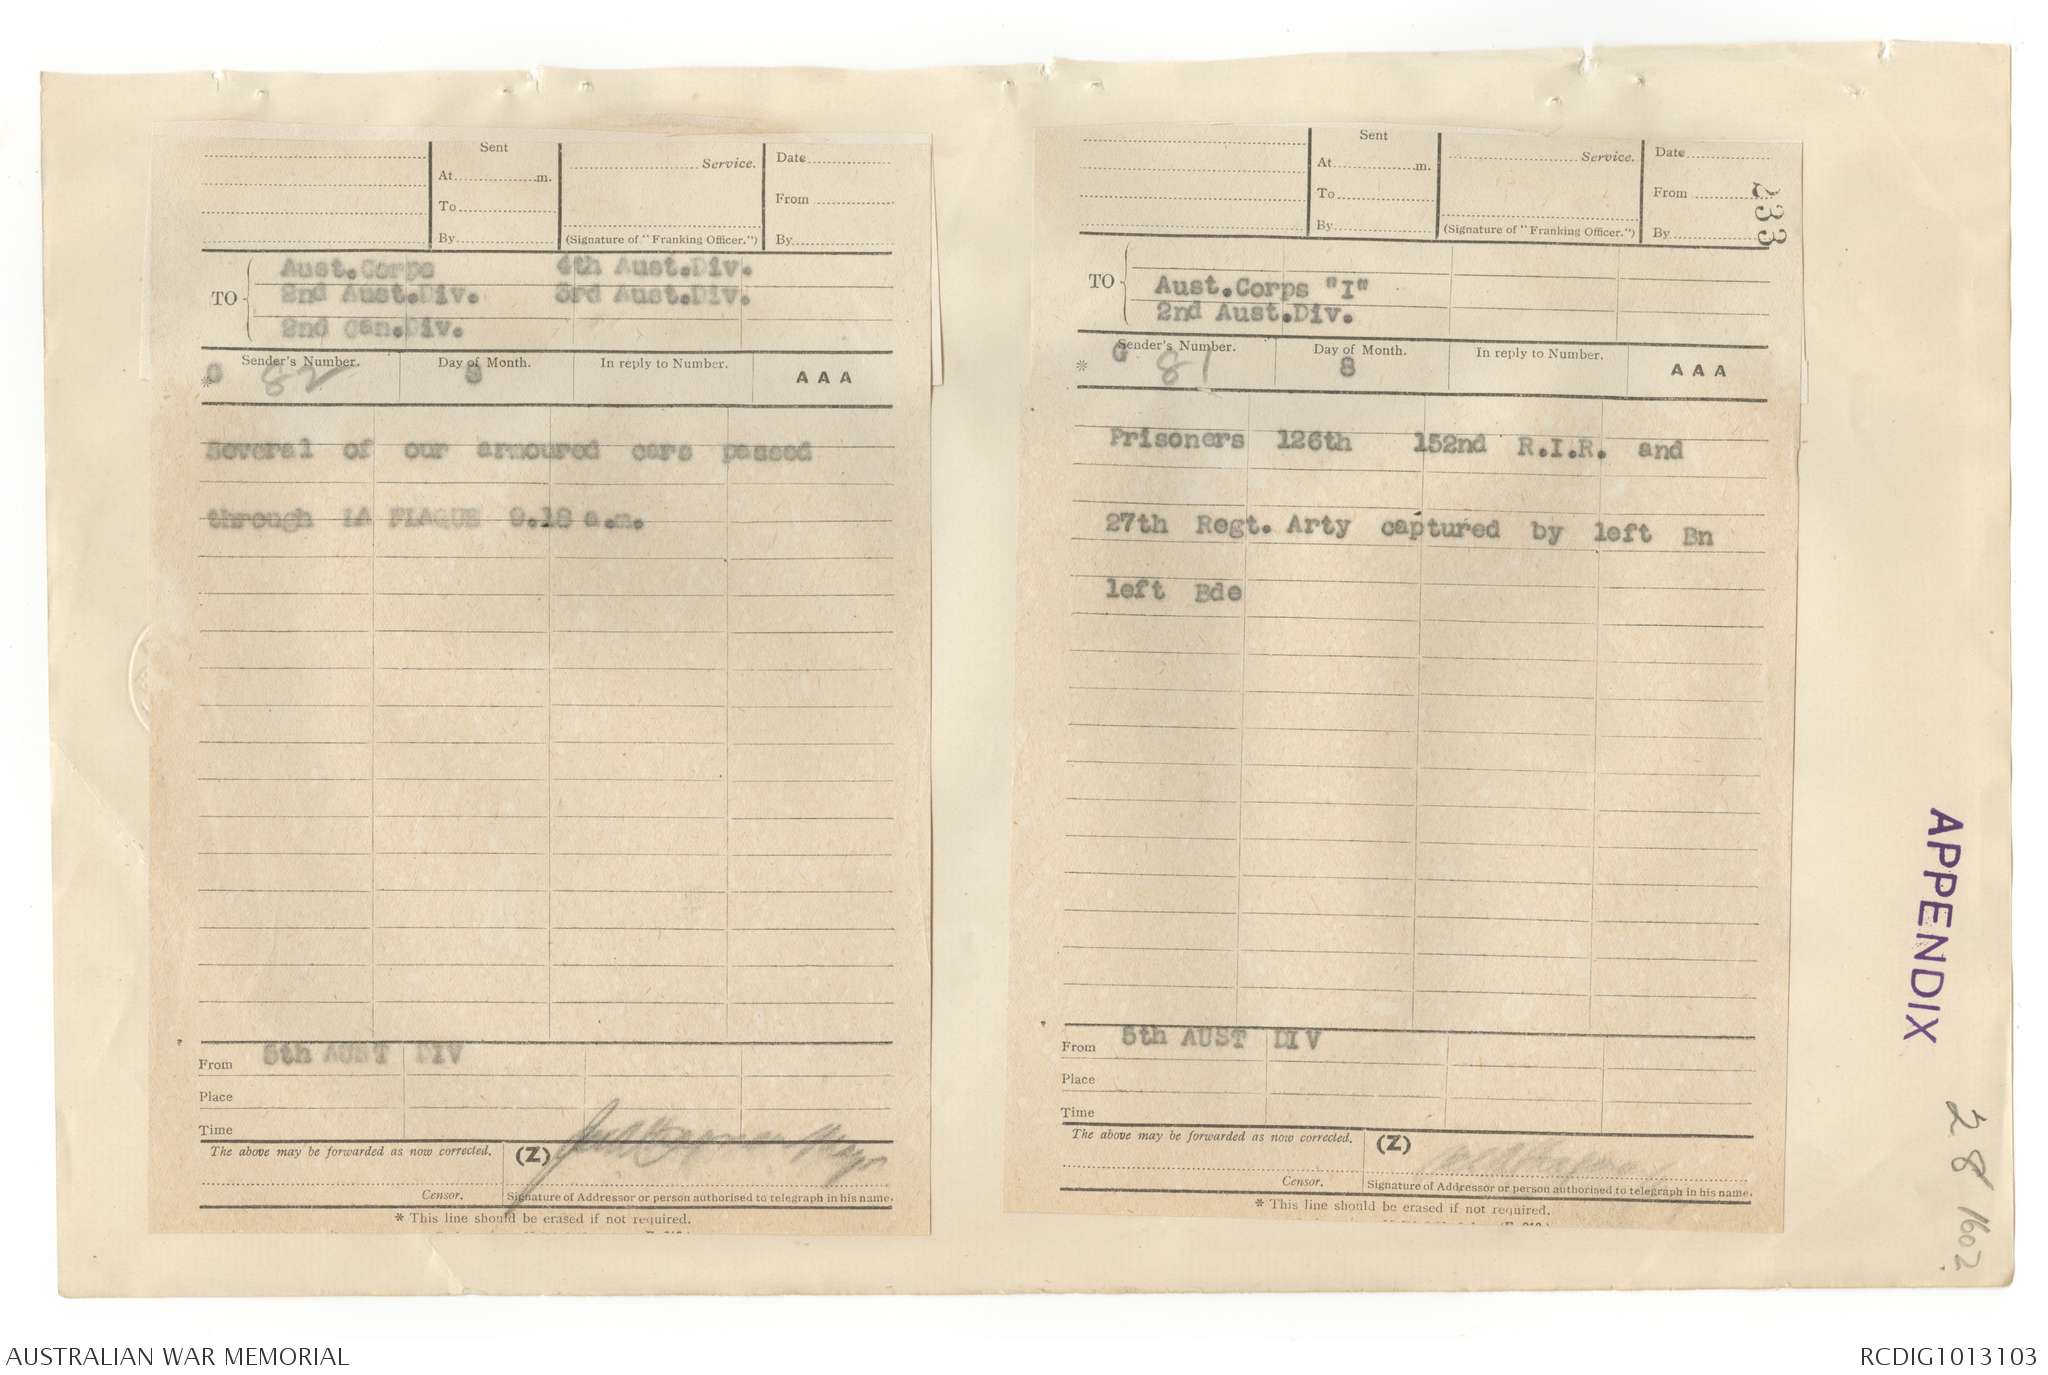 Sent
Service.
Date
At m.
To
From
By
(Signature of "Franking Officer.")
By
TO
Aust.Corps 4th Aust.Div.
2nd Aust.Div. 3rd Aust.Div.
2nd Can.Div.
Sender's Number. Day of Month. In reply to Number. AAA
* G 82 8
Several of our armoured cars passed
through LA FLAQUE 9.18 a.m.
From 5th AUST DIV
Place
Time
The above may be forwarded as now corrected. (Z)
Censor. Signature of Addressor or person authorised to telegraph in his name.
* This line should be erased if not required.
Sent
Service.
Date
At m.
To
From
By
(Signature of "Franking Officer.")
By
233
TO
Aust.Corps "I"
2nd Aust.Div.
Sender's Number. Day of Month. In reply to Number. AAA
* G 81 8
Prisoners 126th 152nd R.I.R. and
27th Regt. Arty captured by left Bn
left Bde
From 5th AUST DIV
Place
Time
The above may be forwarded as now corrected. (Z)
Censor. Signature of Addressor or person authorised to telegraph in his name.
* This line should be erased if not required.
APPENDIX
28 1602
AUSTRALIAN WAR MEMORIAL
RCDIG1013103